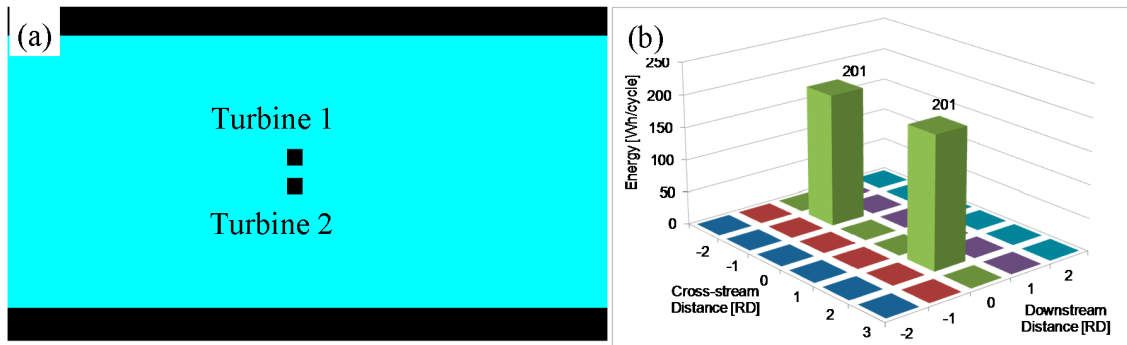 (a)
Turbine 1
Turbine 2
(b)
250
200
150
100
50
0
Energy [Wh/cycle]
201
201
-2
-1
0
1
2
3
Cross-stream
Distance [RD]
-2
-1
0
1
2
Downstream
Distance [RD]